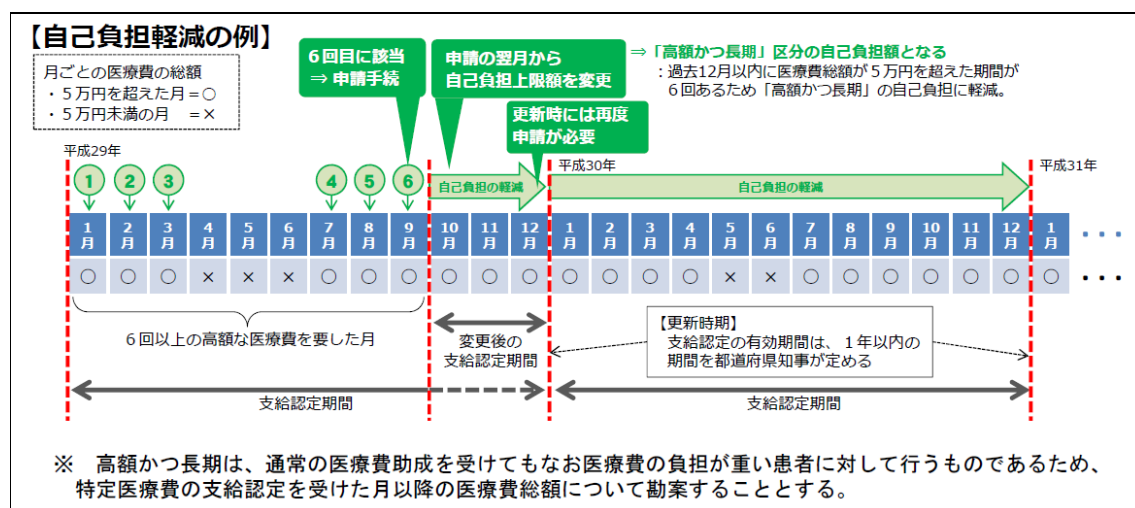 【自己負担軽減の例】
月ごとの医療費の総額
・５万円を超えた月＝○
・５万円未満の月　＝×
６回目に該当
⇒ 申請手続
申請の翌月から
自己負担上限額を変更
⇒「高額かつ長期」区分の自己負担額となる
：過去12月以内に医療費総額が５万円を超えた期間が
６回あるため「高額かつ長期」の自己負担に軽減。
更新時には再度
申請が必要
平成29年
平成30年
平成31年
1 2 3 4 5 6
自己負担の軽減
自己負担の軽減
1月 2月 3月 4月 5月 6月 7月 8月 9月 10月 11月 12月 1月 2月 3月 4月 5月 6月 7月 8月 9月 10月 11月 12月 1月 ・・・
○ ○ ○ × × × ○ ○ ○ ○ ○ ○ ○ ○ ○ ○ × × ○ ○ ○ ○ ○ ○ ○ ・・・
６回以上の高額な医療費を要した月
変更後の
支給認定期間
【更新時期】
支給認定の有効期間は、１年以内の
期間を都道府県知事が定める
支給認定期間
支給認定期間
※　高額かつ長期は、通常の医療費助成を受けてもなお医療費の負担が重い患者に対して行うものであるため、
特定医療費の支給認定を受けた月以降の医療費総額について勘案することとする。